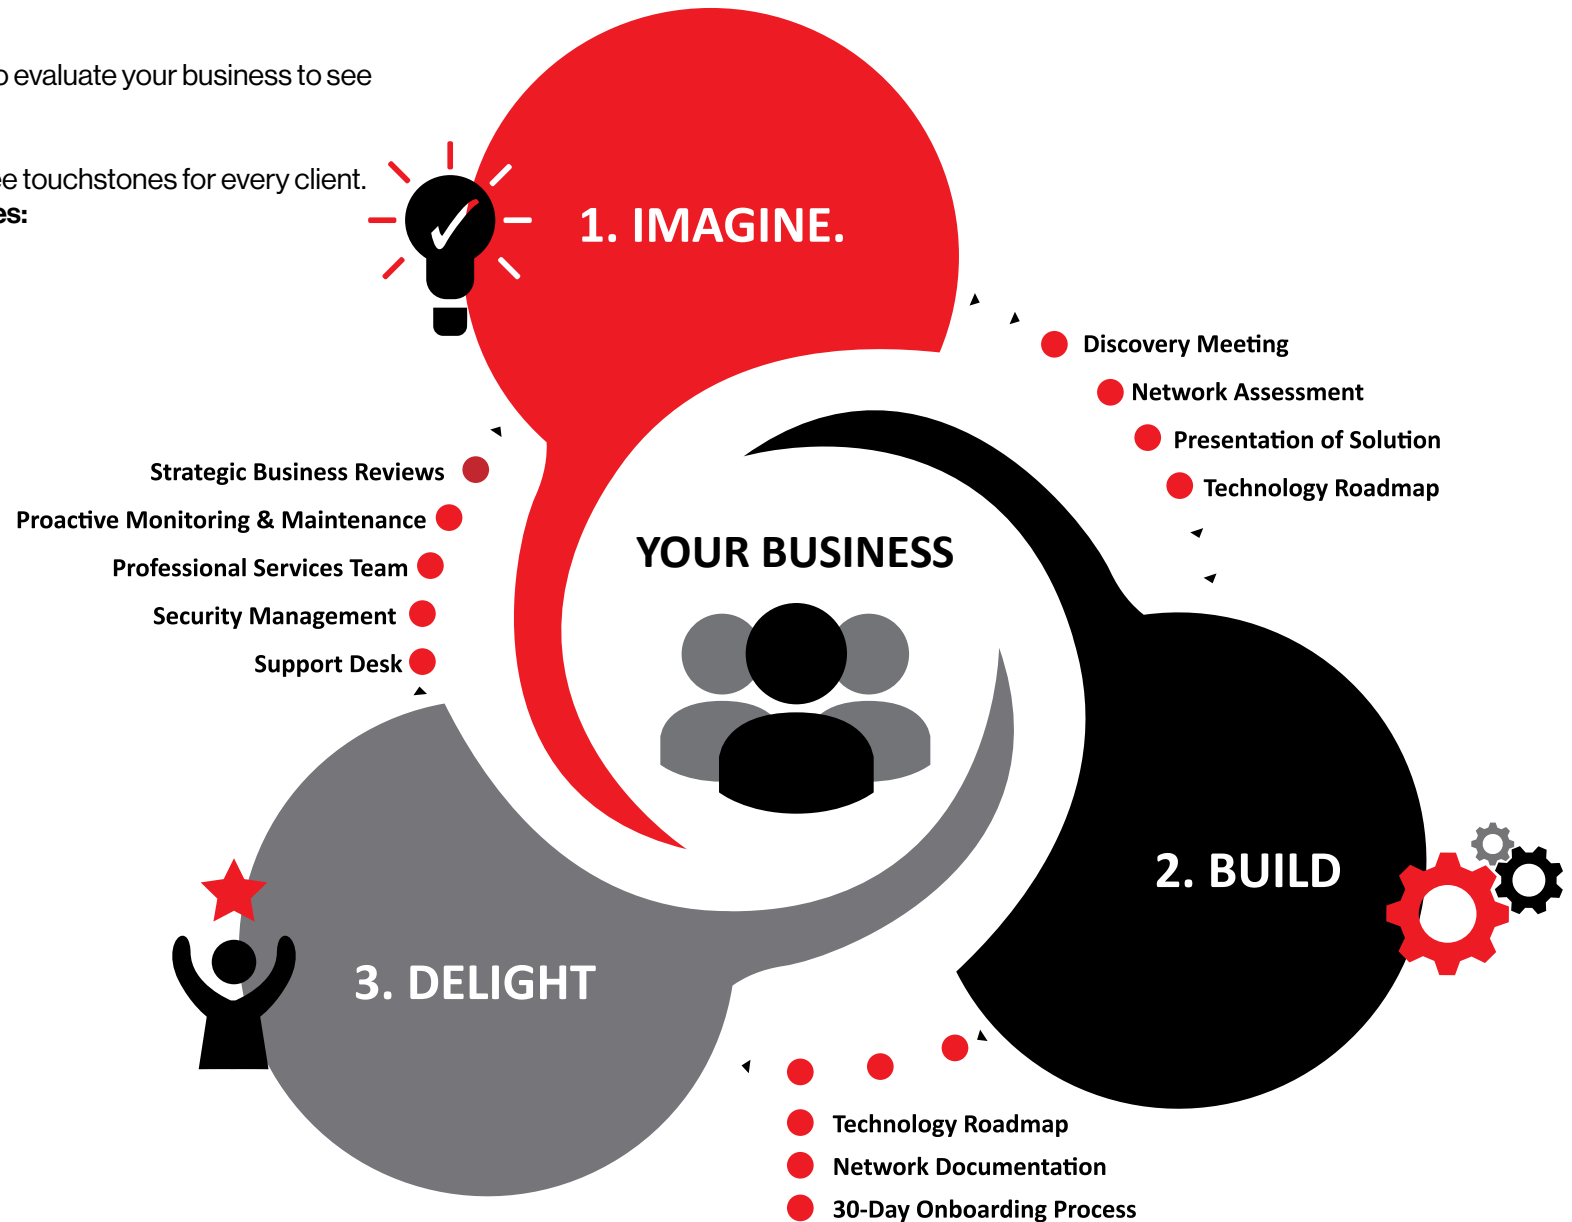 evaluate your business to see
touchstones for every client.
1. IMAGINE.
Discovery Meeting
Network Assessment
Presentation of Solution
Technology Roadmap
Strategic Business Reviews
Proactive Monitoring & Maintenance
Professional Services Team
Security Management
Support Desk
YOUR BUSINESS
2. BUILD
3. DELIGHT
Technology Roadmap
Network Documentation
30-Day Onboarding Process